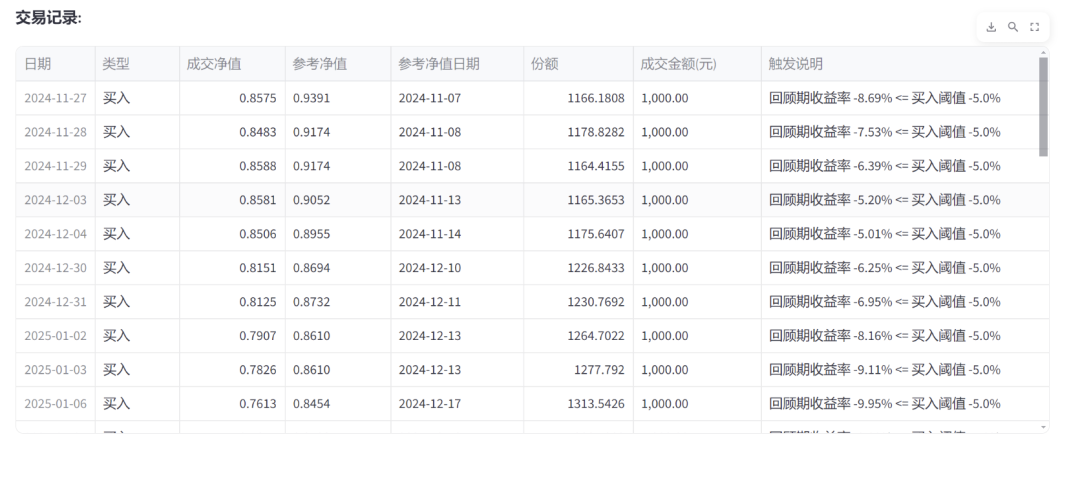 交易记录:
日期 类型 成交净值 参考净值 参考净值日期 份额 成交金额(元) 触发说明
2024-11-27 买入 0.8575 0.9391 2024-11-07 1166.1808 1,000.00 回顾期收益率 -8.69% <= 买入阈值 -5.0%
2024-11-28 买入 0.8483 0.9174 2024-11-08 1178.8282 1,000.00 回顾期收益率 -7.53% <= 买入阈值 -5.0%
2024-11-29 买入 0.8588 0.9174 2024-11-08 1164.4155 1,000.00 回顾期收益率 -6.39% <= 买入阈值 -5.0%
2024-12-03 买入 0.8581 0.9052 2024-11-13 1165.3653 1,000.00 回顾期收益率 -5.20% <= 买入阈值 -5.0%
2024-12-04 买入 0.8506 0.8955 2024-11-14 1175.6407 1,000.00 回顾期收益率 -5.01% <= 买入阈值 -5.0%
2024-12-30 买入 0.8151 0.8694 2024-12-10 1226.8433 1,000.00 回顾期收益率 -6.25% <= 买入阈值 -5.0%
2024-12-31 买入 0.8125 0.8732 2024-12-11 1230.7692 1,000.00 回顾期收益率 -6.95% <= 买入阈值 -5.0%
2025-01-02 买入 0.7907 0.8610 2024-12-13 1264.7022 1,000.00 回顾期收益率 -8.16% <= 买入阈值 -5.0%
2025-01-03 买入 0.7826 0.8610 2024-12-13 1277.792 1,000.00 回顾期收益率 -9.11% <= 买入阈值 -5.0%
2025-01-06 买入 0.7613 0.8454 2024-12-17 1313.5426 1,000.00 回顾期收益率 -9.95% <= 买入阈值 -5.0%